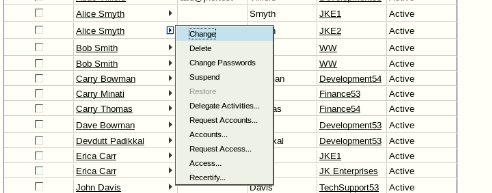 Alice Smyth Smyth JKE1 Active
Alice Smyth JKE2 Active
Change
Bob Smith WW Active
Delete
Bob Smith WW Active
Change Passwords
Carry Bowman Development54 Active
Suspend
Carry Minati Finance53 Active
Restore
Carry Thomas Finance54 Active
Delegate Activities...
Request Accounts...
Dave Bowman Development53 Active
Accounts...
Devdutt Padikkal Development53 Active
Request Access...
Erica Carr JKE1 Active
Access...
Erica Carr JK Enterprises Active
Recertify...
John Davis Davis TechSupport53 Active